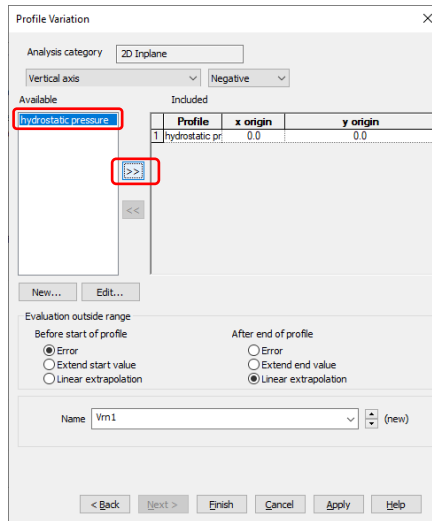 Profile Variation
Analysis category 2D Inplane
Vertical axis Negative
Available Included
hydrostatic pressure
Profile x origin y origin
1 hydrostatic pr 0.0 0.0
>>
<<
New... Edit...
Evaluation outside range
Before start of profile After end of profile
Error Error
Extend start value Extend end value
Linear extrapolation Linear extrapolation
Name Vrn1 (new)
< Back Next > Finish Cancel Apply Help